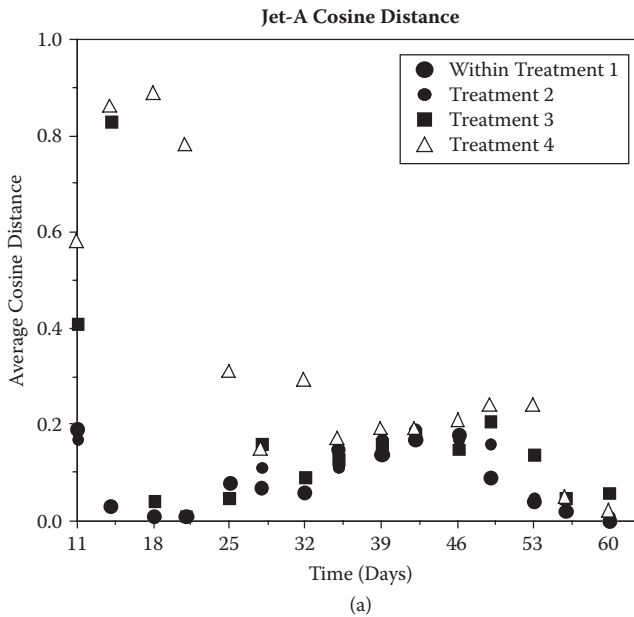 Jet-A Cosine Distance
1.0
0.8
0.6
0.4
0.2
0.0
Average Cosine Distance
Within Treatment 1
Treatment 2
Treatment 3
Treatment 4
11 18 25 32 39 46 53 60
Time (Days)
(a)